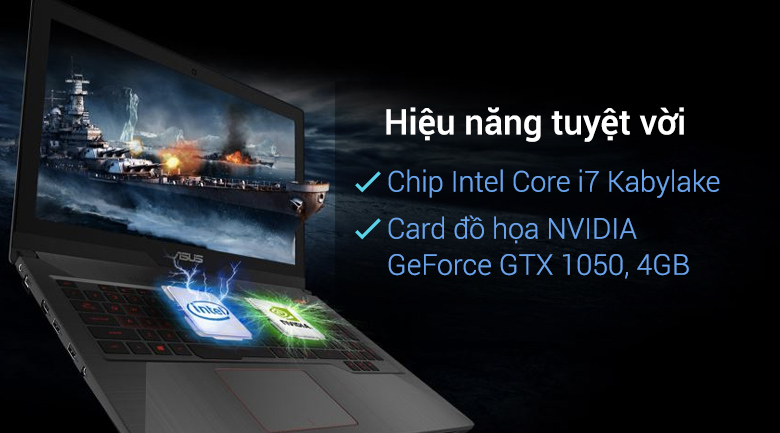 Hiệu năng tuyệt vời
Chip Intel Core i7 Kabylake
Card đồ họa NVIDIA
GeForce GTX 1050, 4GB
ASUS
intel
NVIDIA